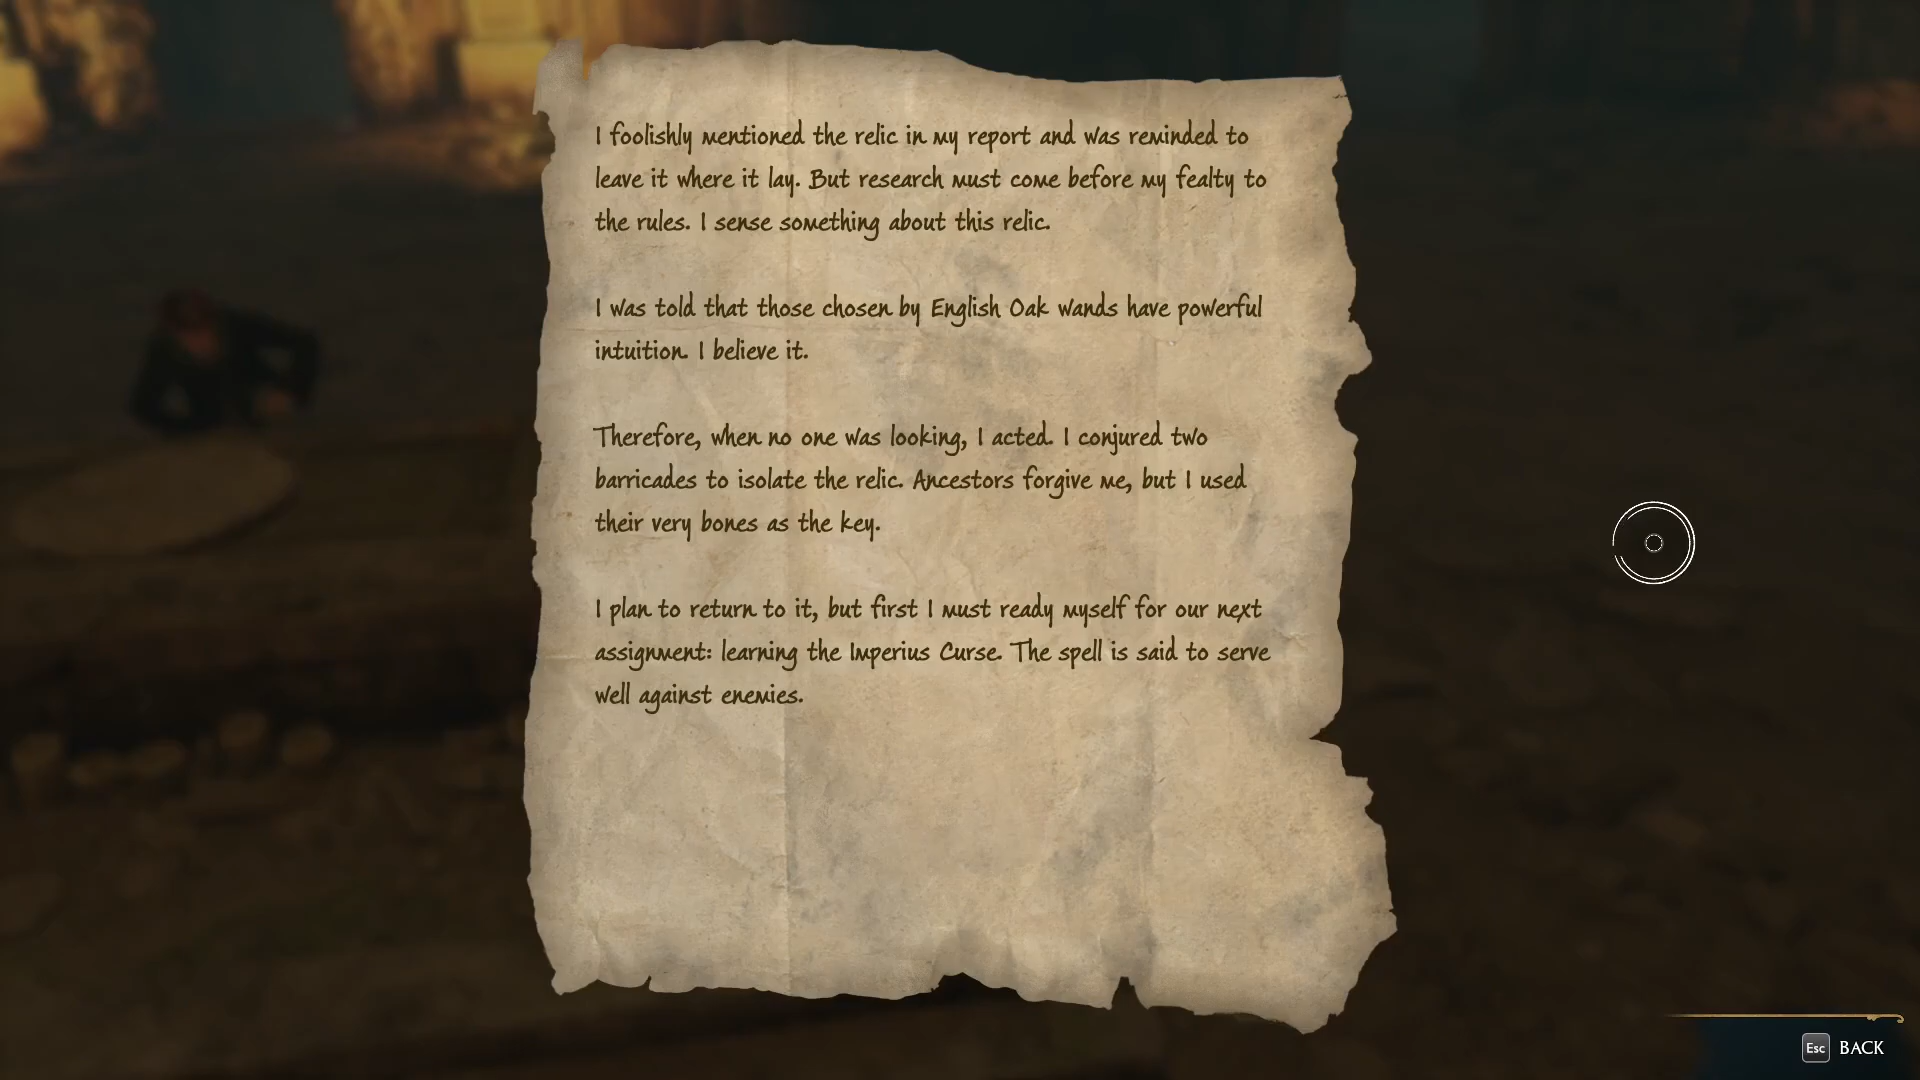 I foolishly mentioned the relic in my report and was reminded to
leave it where it lay. But research must come before my fealty to
the rules. I sense something about this relic.
I was told that those chosen by English Oak wands have powerful
intuition. I believe it.
Therefore, when no one was looking, I acted. I conjured two
barricades to isolate the relic. Ancestors forgive me, but I used
their very bones as the key.
I plan to return to it, but first I must ready myself for our next
assignment: learning the Imperius Curse. The spell is said to serve
well against enemies.
Esc BACK